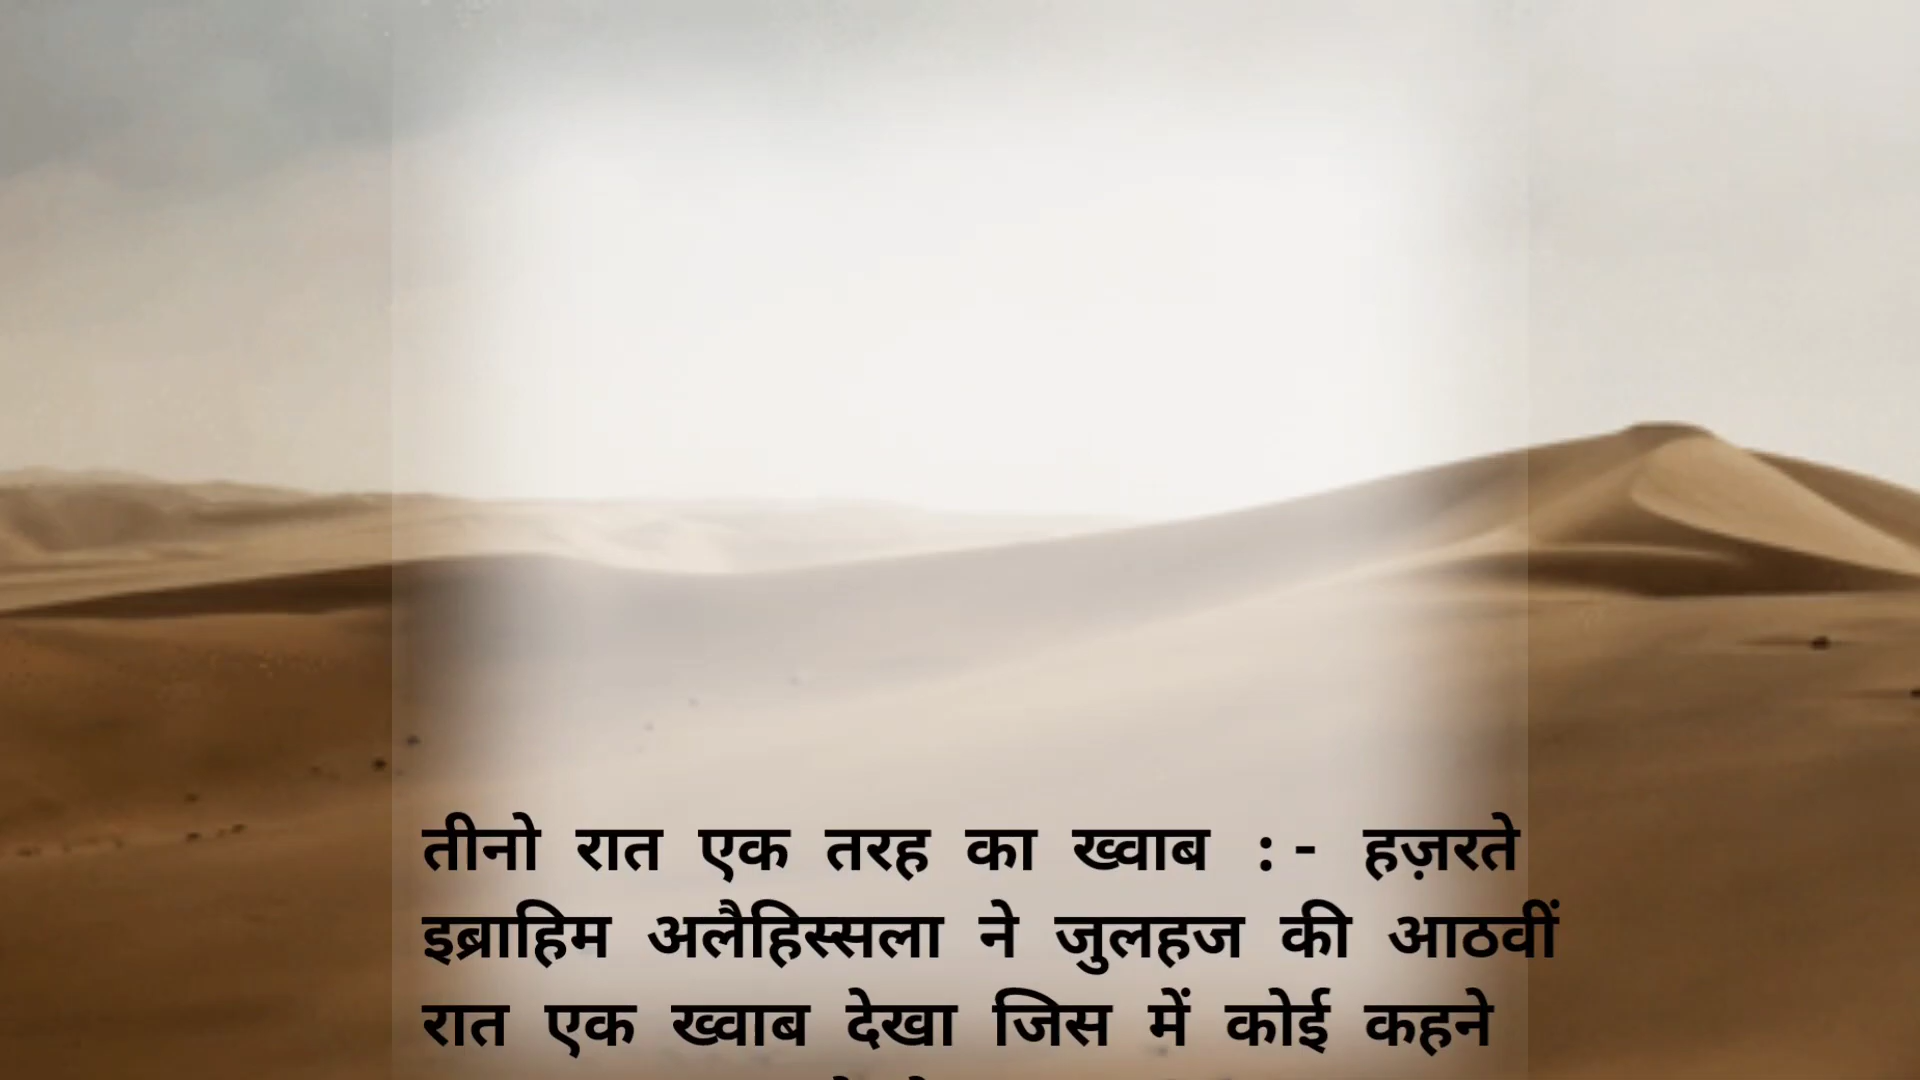 तीनो रात एक तरह का ख्वाब :- हज़रते
इब्राहिम अलैहिस्सला ने जुलहज की आठवीं
रात एक ख्वाब देखा जिस में कोई कहने